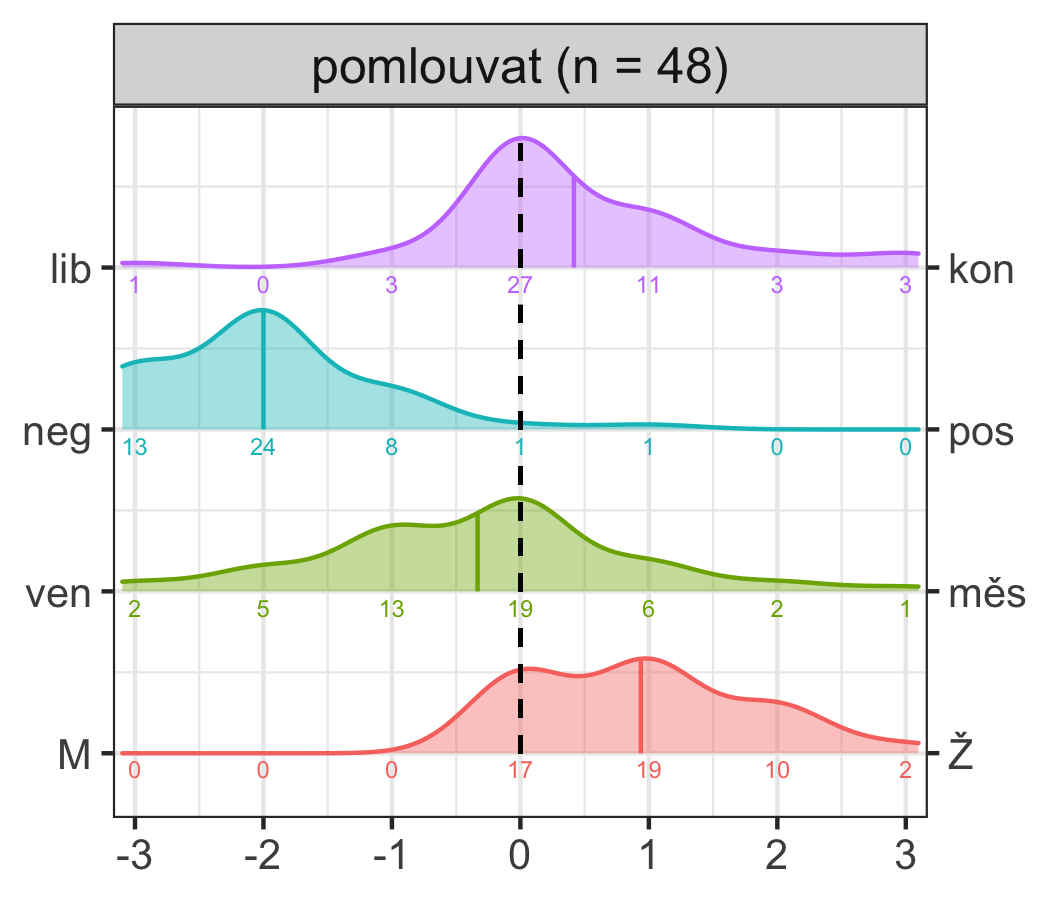 pomlouvat (n = 48)
lib kon
1 0 3 27 11 3 3
neg pos
13 24 8 1 1 0 0
ven měs
2 5 13 19 6 2 1
M Ž
0 0 0 17 19 10 2
-3 -2 -1 0 1 2 3